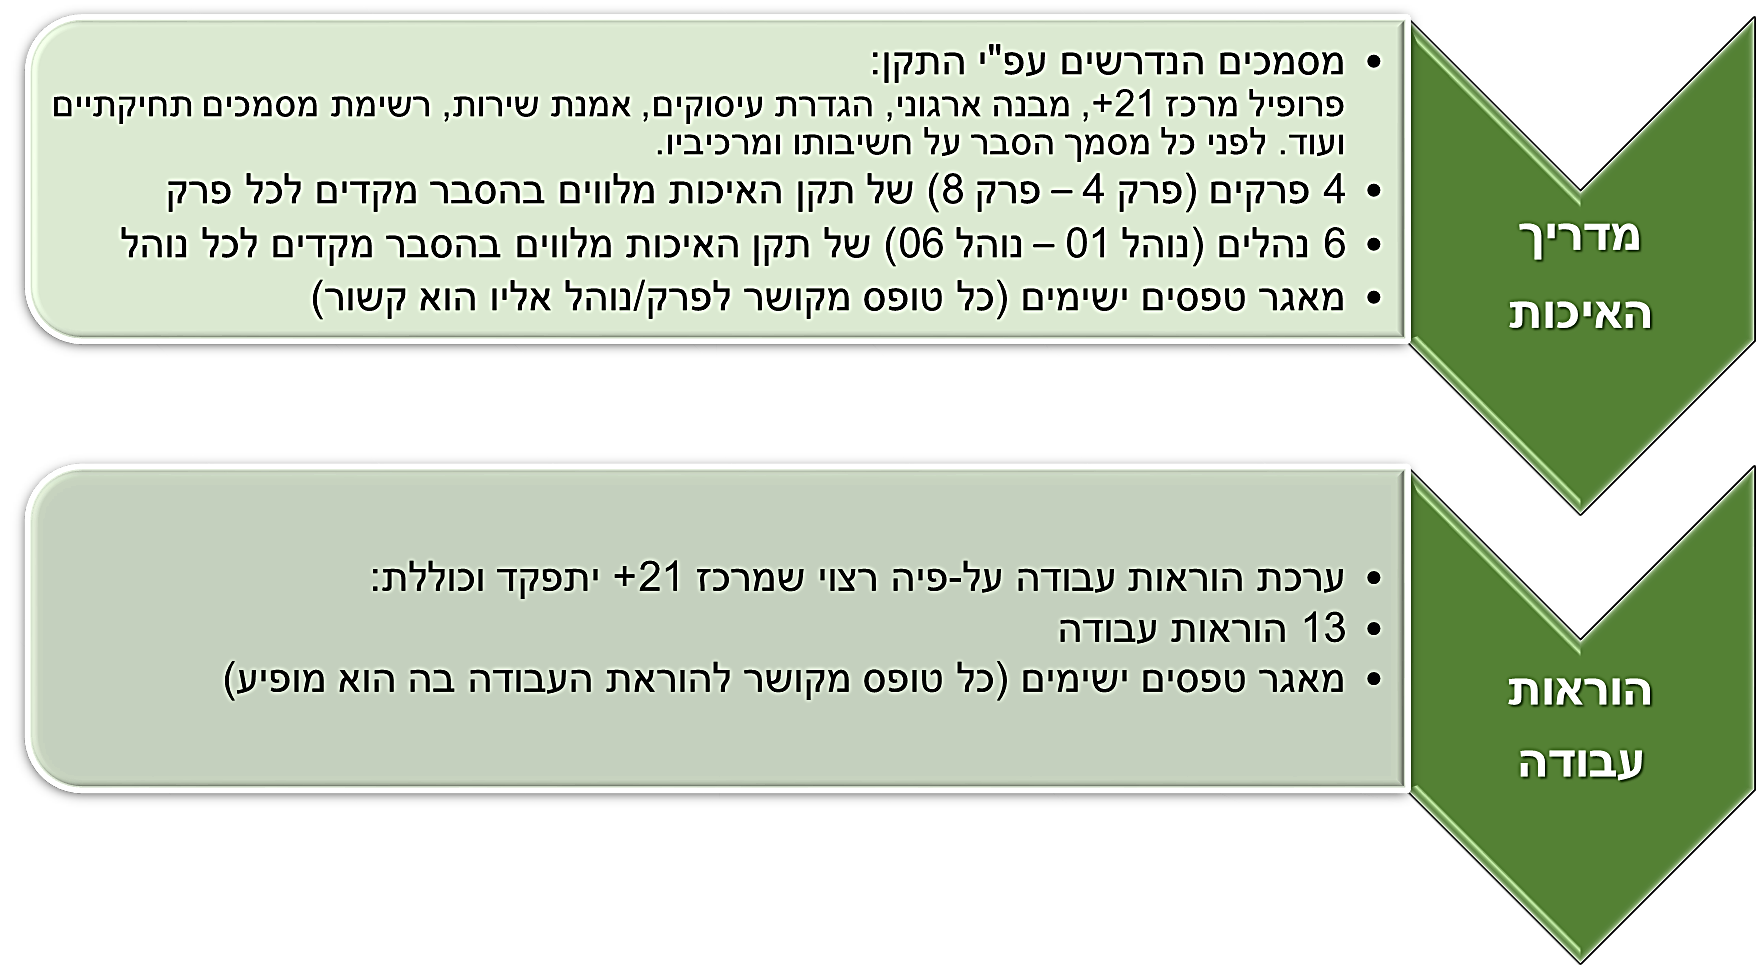 מדריך
האיכות
• מסמכים הנדרשים עפ"י התקן:
פרופיל מרכז 21+, מבנה ארגוני, הגדרת עיסוקים, אמנת שירות, רשימת מסמכים תחיקתיים
ועוד. לפני כל מסמך הסבר על חשיבותו ומרכיביו.
• 4 פרקים (פרק 4 – פרק 8) של תקן האיכות מלווים בהסבר מקדים לכל פרק
• 6 נהלים (נוהל 01 – נוהל 06) של תקן האיכות מלווים בהסבר מקדים לכל נוהל
• מאגר טפסים ישימים (כל טופס מקושר לפרק/נוהל אליו הוא קשור)
הוראות
עבודה
• ערכת הוראות עבודה על-פיה רצוי שמרכז 21+ יתפקד וכוללת:
• 13 הוראות עבודה
• מאגר טפסים ישימים (כל טופס מקושר להוראת העבודה בה הוא מופיע)